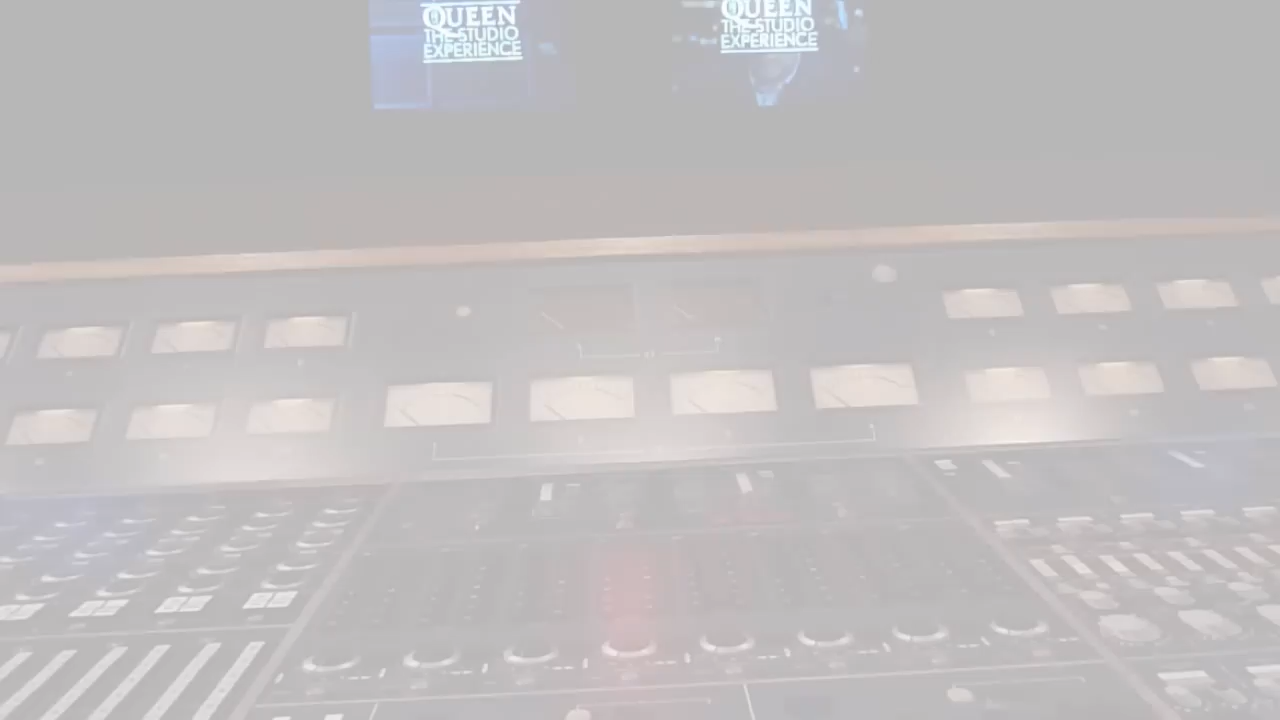 QUEEN
THE STUDIO
EXPERIENCE
QUEEN
THE STUDIO
EXPERIENCE